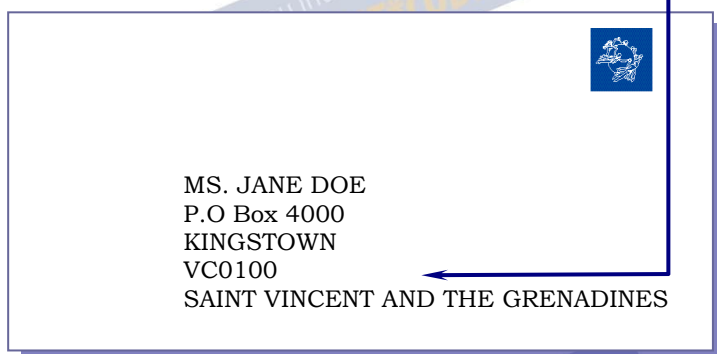 MS. JANE DOE
P.O Box 4000
KINGSTOWN
VC0100
SAINT VINCENT AND THE GRENADINES